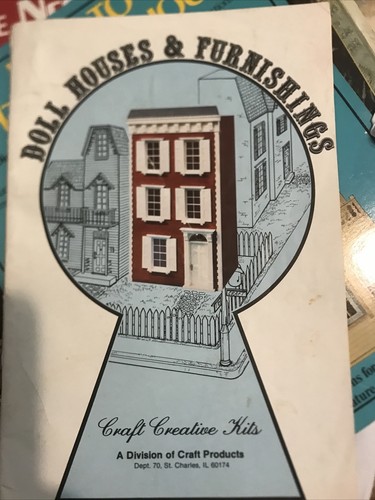 DOLL HOUSES & FURNISHINGS
Craft Creative Kits
A Division of Craft Products
Dept. 70, St. Charles, IL 60174